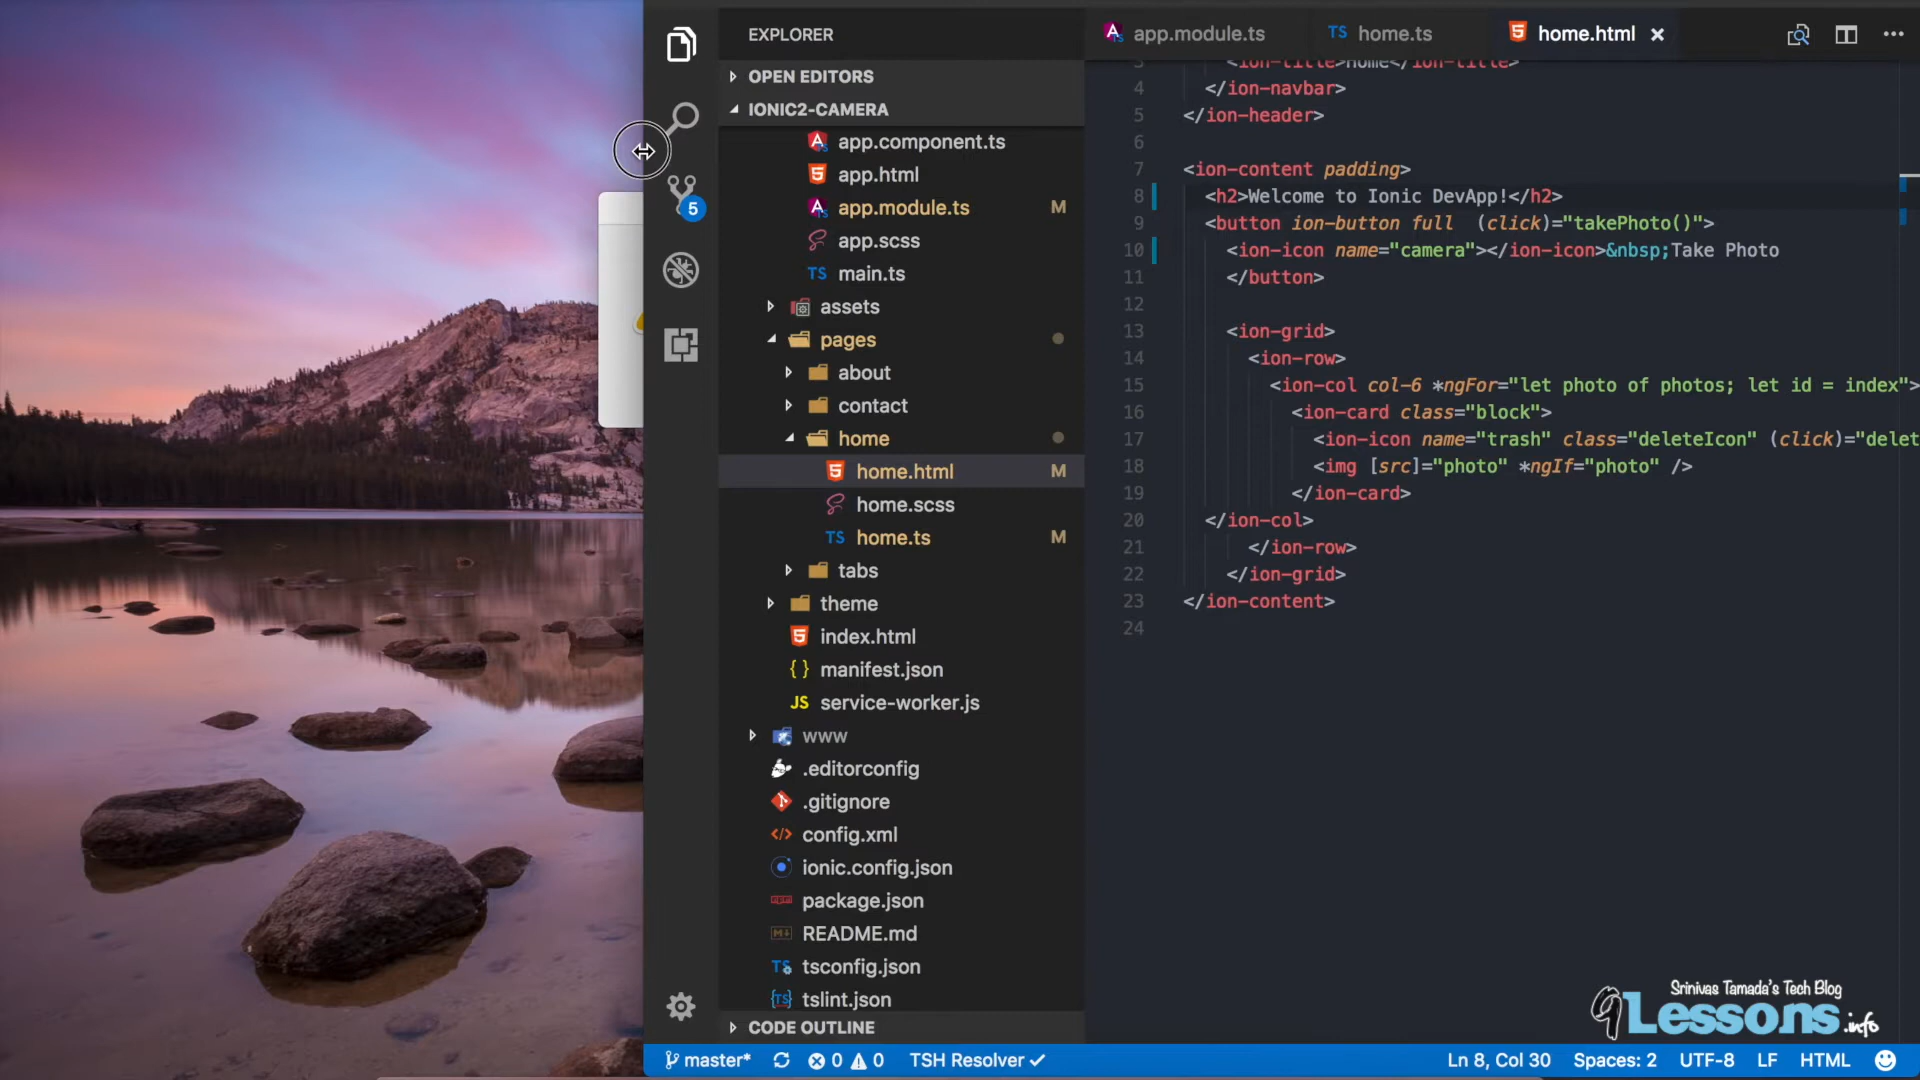 EXPLORER
OPEN EDITORS
IONIC2-CAMERA
app.component.ts
app.html
app.module.ts M
app.scss
main.ts
assets
pages
about
contact
home
home.html M
home.scss
home.ts M
tabs
theme
index.html
manifest.json
JS service-worker.js
www
.editorconfig
.gitignore
config.xml
ionic.config.json
package.json
README.md
tsconfig.json
tslint.json
CODE OUTLINE
5
app.module.ts TS home.ts home.html
3 <ion-title>Home</ion-title>
4 </ion-navbar>
5 </ion-header>
6
7 <ion-content padding>
8 <h2>Welcome to Ionic DevApp!</h2>
9 <button ion-button full (click)="takePhoto()">
10 <ion-icon name="camera"></ion-icon>&nbsp;Take Photo
11 </button>
12
13 <ion-grid>
14 <ion-row>
15 <ion-col col-6 *ngFor="let photo of photos; let id = index">
16 <ion-card class="block">
17 <ion-icon name="trash" class="deleteIcon" (click)="delet
18 <img [src]="photo" *ngIf="photo" />
19 </ion-card>
20 </ion-col>
21 </ion-row>
22 </ion-grid>
23 </ion-content>
24
Srinivas Tamada's Tech Blog
9Lessons.info
master* 0 0 TSH Resolver Ln 8, Col 30 Spaces: 2 UTF-8 LF HTML